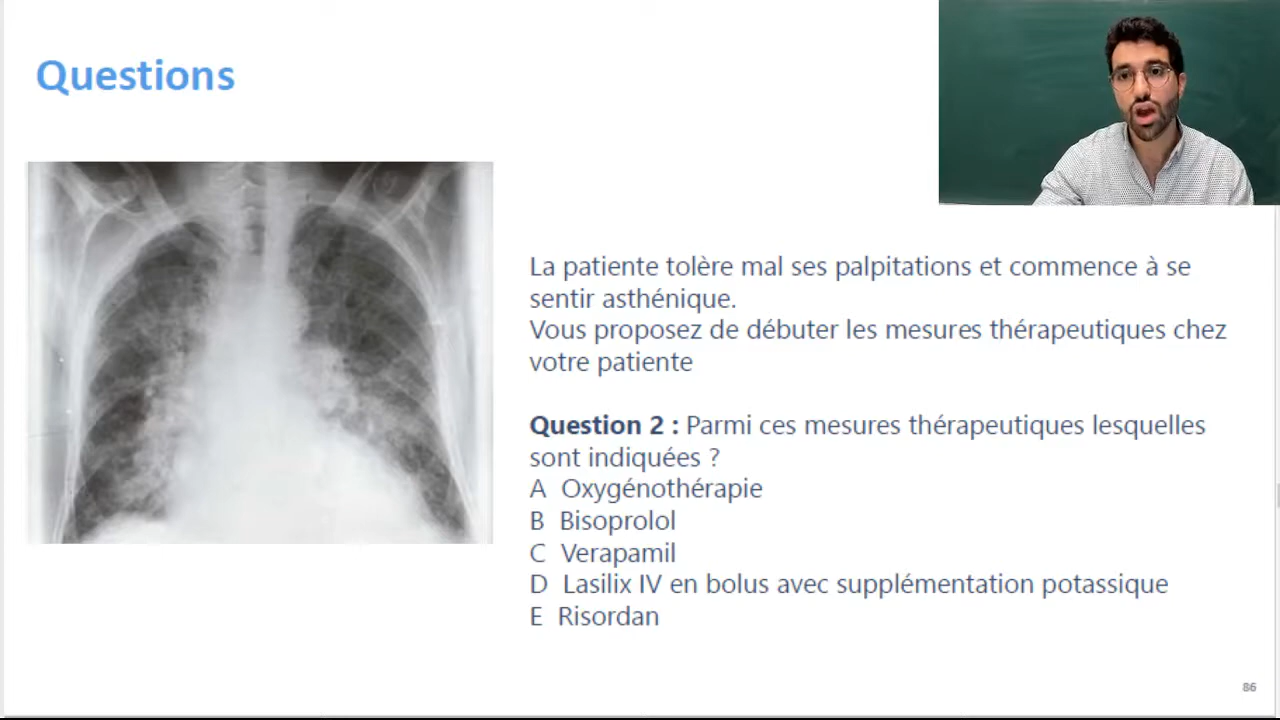 Questions
La patiente tolère mal ses palpitations et commence à se
sentir asthénique.
Vous proposez de débuter les mesures thérapeutiques chez
votre patiente
Question 2 : Parmi ces mesures thérapeutiques lesquelles
sont indiquées ?
A Oxygénothérapie
B Bisoprolol
C Verapamil
D Lasilix IV en bolus avec supplémentation potassique
E Risordan
86